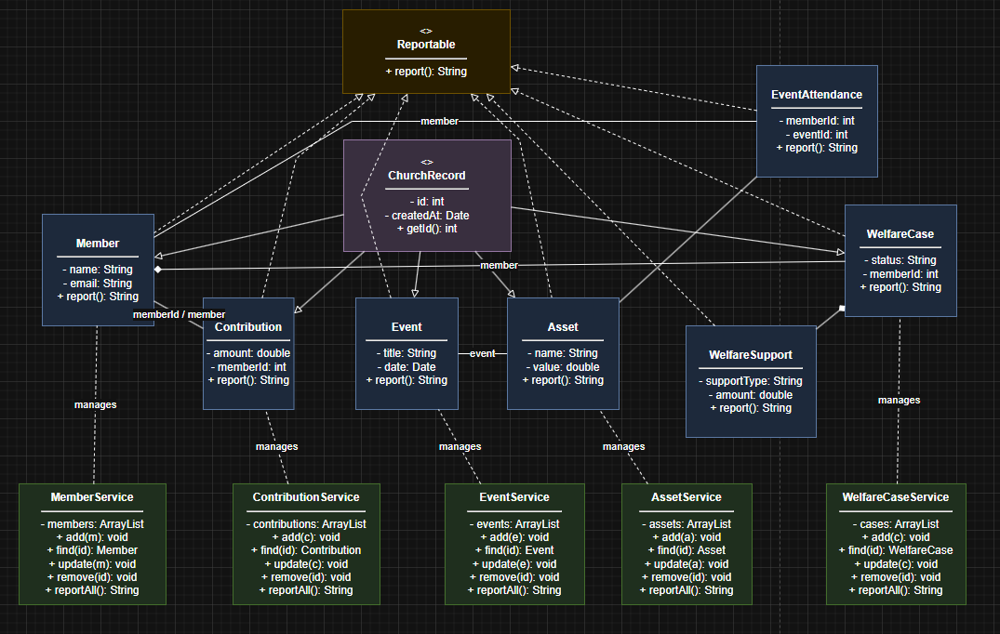 <>
Reportable
+ report(): String
EventAttendance
- memberId: int
- eventId: int
+ report(): String
member
<>
ChurchRecord
- id: int
- createdAt: Date
+ getId(): int
Member
- name: String
- email: String
+ report(): String
WelfareCase
- status: String
- memberId: int
+ report(): String
member
memberId / member
Contribution
- amount: double
- memberId: int
+ report(): String
Event
- title: String
- date: Date
+ report(): String
event
Asset
- name: String
- value: double
+ report(): String
WelfareSupport
- supportType: String
- amount: double
+ report(): String
manages
manages
manages
manages
manages
MemberService
- members: ArrayList
+ add(m): void
+ find(id): Member
+ update(m): void
+ remove(id): void
+ reportAll(): String
ContributionService
- contributions: ArrayList
+ add(c): void
+ find(id): Contribution
+ update(c): void
+ remove(id): void
+ reportAll(): String
EventService
- events: ArrayList
+ add(e): void
+ find(id): Event
+ update(e): void
+ remove(id): void
+ reportAll(): String
AssetService
- assets: ArrayList
+ add(a): void
+ find(id): Asset
+ update(a): void
+ remove(id): void
+ reportAll(): String
WelfareCaseService
- cases: ArrayList
+ add(c): void
+ find(id): WelfareCase
+ update(c): void
+ remove(id): void
+ reportAll(): String